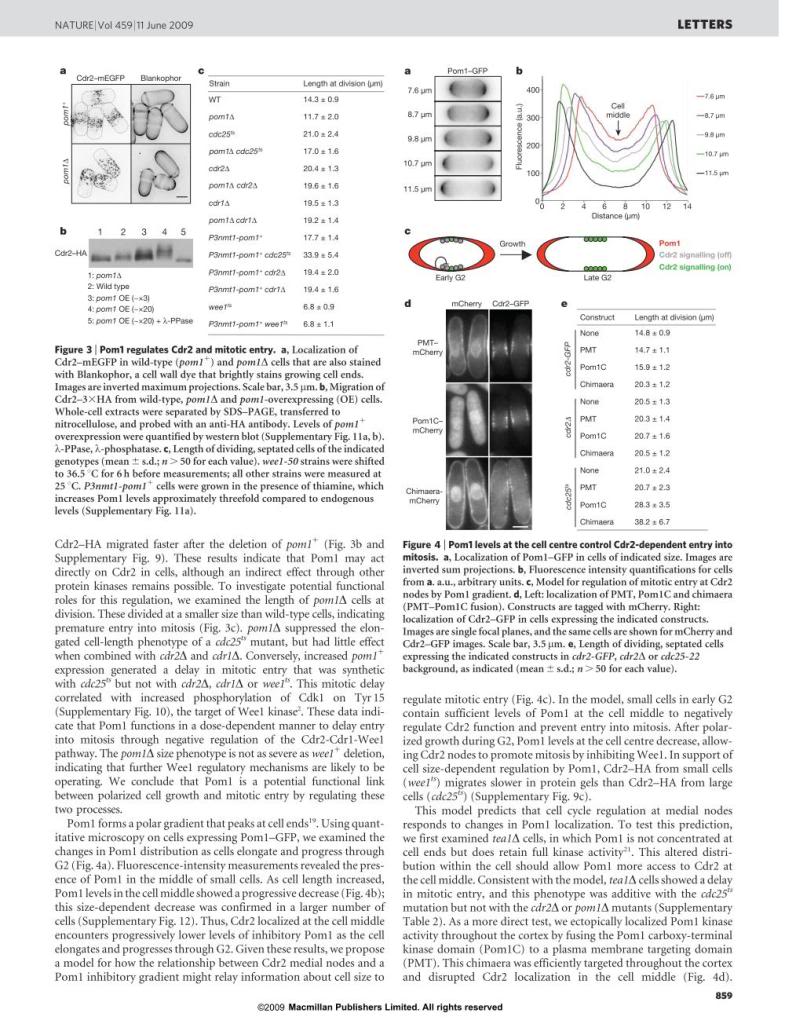 NATURE|Vol 459|11 June 2009
LETTERS
a
Cdr2–mEGFP
Blankophor
pom1+
pom1Δ
b
1 2 3 4 5
Cdr2–HA
1: pom1Δ
2: Wild type
3: pom1 OE (~×3)
4: pom1 OE (~×20)
5: pom1 OE (~×20) + λ-PPase
c
Strain Length at division (μm)
WT 14.3 ± 0.9
pom1Δ 11.7 ± 2.0
cdc25ts 21.0 ± 2.4
pom1Δ cdc25ts 17.0 ± 1.6
cdr2Δ 20.4 ± 1.3
pom1Δ cdr2Δ 19.6 ± 1.6
cdr1Δ 19.5 ± 1.3
pom1Δ cdr1Δ 19.2 ± 1.4
P3nmt1-pom1+ 17.7 ± 1.4
P3nmt1-pom1+ cdc25ts 33.9 ± 5.4
P3nmt1-pom1+ cdr2Δ 19.4 ± 2.0
P3nmt1-pom1+ cdr1Δ 19.4 ± 1.6
wee1ts 6.8 ± 0.9
P3nmt1-pom1+ wee1ts 6.8 ± 1.1
Figure 3 | Pom1 regulates Cdr2 and mitotic entry. a, Localization of
Cdr2–mEGFP in wild-type (pom1+) and pom1Δ cells that are also stained
with Blankophor, a cell wall dye that brightly stains growing cell ends.
Images are inverted maximum projections. Scale bar, 3.5 μm. b, Migration of
Cdr2–3×HA from wild-type, pom1Δ and pom1-overexpressing (OE) cells.
Whole-cell extracts were separated by SDS–PAGE, transferred to
nitrocellulose, and probed with an anti-HA antibody. Levels of pom1+
overexpression were quantified by western blot (Supplementary Fig. 11a, b).
λ-PPase, λ-phosphatase. c, Length of dividing, septated cells of the indicated
genotypes (mean ± s.d.; n > 50 for each value). wee1-50 strains were shifted
to 36.5 °C for 6 h before measurements; all other strains were measured at
25 °C. P3nmt1-pom1+ cells were grown in the presence of thiamine, which
increases Pom1 levels approximately threefold compared to endogenous
levels (Supplementary Fig. 11a).
Cdr2–HA migrated faster after the deletion of pom1+ (Fig. 3b and
Supplementary Fig. 9). These results indicate that Pom1 may act
directly on Cdr2 in cells, although an indirect effect through other
protein kinases remains possible. To investigate potential functional
roles for this regulation, we examined the length of pom1Δ cells at
division. These divided at a smaller size than wild-type cells, indicating
premature entry into mitosis (Fig. 3c). pom1Δ suppressed the elon-
gated cell-length phenotype of a cdc25ts mutant, but had little effect
when combined with cdr2Δ and cdr1Δ. Conversely, increased pom1+
expression generated a delay in mitotic entry that was synthetic
with cdc25ts but not with cdr2Δ, cdr1Δ or wee1ts. This mitotic delay
correlated with increased phosphorylation of Cdk1 on Tyr 15
(Supplementary Fig. 10), the target of Wee1 kinase2. These data indi-
cate that Pom1 functions in a dose-dependent manner to delay entry
into mitosis through negative regulation of the Cdr2-Cdr1-Wee1
pathway. The pom1Δ size phenotype is not as severe as wee1+ deletion,
indicating that further Wee1 regulatory mechanisms are likely to be
operating. We conclude that Pom1 is a potential functional link
between polarized cell growth and mitotic entry by regulating these
two processes.
Pom1 forms a polar gradient that peaks at cell ends19. Using quant-
itative microscopy on cells expressing Pom1–GFP, we examined the
changes in Pom1 distribution as cells elongate and progress through
G2 (Fig. 4a). Fluorescence-intensity measurements revealed the pres-
ence of Pom1 in the middle of small cells. As cell length increased,
Pom1 levels in the cell middle showed a progressive decrease (Fig. 4b);
this size-dependent decrease was confirmed in a larger number of
cells (Supplementary Fig. 12). Thus, Cdr2 localized at the cell middle
encounters progressively lower levels of inhibitory Pom1 as the cell
elongates and progresses through G2. Given these results, we propose
a model for how the relationship between Cdr2 medial nodes and a
Pom1 inhibitory gradient might relay information about cell size to
a
Pom1–GFP
7.6 μm
8.7 μm
9.8 μm
10.7 μm
11.5 μm
b
Fluorescence (a.u.)
400
300
200
100
0
0 2 4 6 8 10 12 14
Distance (μm)
Cell
middle
7.6 μm
8.7 μm
9.8 μm
10.7 μm
11.5 μm
c
Growth
Early G2
Late G2
Pom1
Cdr2 signalling (off)
Cdr2 signalling (on)
d
mCherry Cdr2–GFP
PMT–
mCherry
Pom1C–
mCherry
Chimaera-
mCherry
e
Construct Length at division (μm)
cdr2-GFP
None 14.8 ± 0.9
PMT 14.7 ± 1.1
Pom1C 15.9 ± 1.2
Chimaera 20.3 ± 1.2
cdr2Δ
None 20.5 ± 1.3
PMT 20.3 ± 1.4
Pom1C 20.7 ± 1.6
Chimaera 20.5 ± 1.2
cdc25ts
None 21.0 ± 2.4
PMT 20.7 ± 2.3
Pom1C 28.3 ± 3.5
Chimaera 38.2 ± 6.7
Figure 4 | Pom1 levels at the cell centre control Cdr2-dependent entry into
mitosis. a, Localization of Pom1–GFP in cells of indicated size. Images are
inverted sum projections. b, Fluorescence intensity quantifications for cells
from a. a.u., arbitrary units. c, Model for regulation of mitotic entry at Cdr2
nodes by Pom1 gradient. d, Left: localization of PMT, Pom1C and chimaera
(PMT–Pom1C fusion). Constructs are tagged with mCherry. Right:
localization of Cdr2–GFP in cells expressing the indicated constructs.
Images are single focal planes, and the same cells are shown for mCherry and
Cdr2–GFP images. Scale bar, 3.5 μm. e, Length of dividing, septated cells
expressing the indicated constructs in cdr2-GFP, cdr2Δ or cdc25-22
background, as indicated (mean ± s.d.; n > 50 for each value).
regulate mitotic entry (Fig. 4c). In the model, small cells in early G2
contain sufficient levels of Pom1 at the cell middle to negatively
regulate Cdr2 function and prevent entry into mitosis. After polar-
ized growth during G2, Pom1 levels at the cell centre decrease, allow-
ing Cdr2 nodes to promote mitosis by inhibiting Wee1. In support of
cell size-dependent regulation by Pom1, Cdr2–HA from small cells
(wee1ts) migrates slower in protein gels than Cdr2–HA from large
cells (cdc25ts) (Supplementary Fig. 9c).
This model predicts that cell cycle regulation at medial nodes
responds to changes in Pom1 localization. To test this prediction,
we first examined tea1Δ cells, in which Pom1 is not concentrated at
cell ends but does retain full kinase activity21. This altered distri-
bution within the cell should allow Pom1 more access to Cdr2 at
the cell middle. Consistent with the model, tea1Δ cells showed a delay
in mitotic entry, and this phenotype was additive with the cdc25ts
mutation but not with the cdr2Δ or pom1Δ mutants (Supplementary
Table 2). As a more direct test, we ectopically localized Pom1 kinase
activity throughout the cortex by fusing the Pom1 carboxy-terminal
kinase domain (Pom1C) to a plasma membrane targeting domain
(PMT). This chimaera was efficiently targeted throughout the cortex
and disrupted Cdr2 localization in the cell middle (Fig. 4d).
859
©2009 Macmillan Publishers Limited. All rights reserved